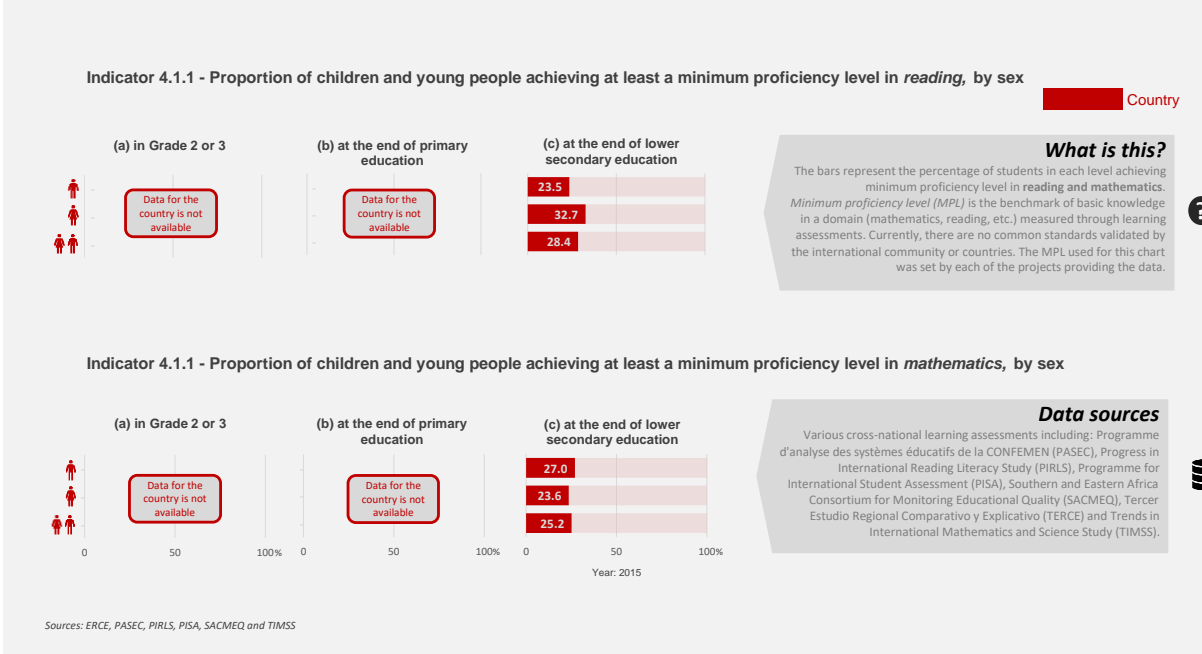 Indicator 4.1.1 - Proportion of children and young people achieving at least a minimum proficiency level in reading, by sex
Country
(a) in Grade 2 or 3
Data for the
country is not
available
(b) at the end of primary
education
Data for the
country is not
available
(c) at the end of lower
secondary education
23.5
32.7
28.4
What is this?
The bars represent the percentage of students in each level achieving
minimum proficiency level in reading and mathematics.
Minimum proficiency level (MPL) is the benchmark of basic knowledge
in a domain (mathematics, reading, etc.) measured through learning
assessments. Currently, there are no common standards validated by
the international community or countries. The MPL used for this chart
was set by each of the projects providing the data.
Indicator 4.1.1 - Proportion of children and young people achieving at least a minimum proficiency level in mathematics, by sex
(a) in Grade 2 or 3
Data for the
country is not
available
0 50 100%
(b) at the end of primary
education
Data for the
country is not
available
0 50 100%
(c) at the end of lower
secondary education
27.0
23.6
25.2
0 50 100%
Year: 2015
Data sources
Various cross-national learning assessments including: Programme
d'analyse des systèmes éducatifs de la CONFEMEN (PASEC), Progress in
International Reading Literacy Study (PIRLS), Programme for
International Student Assessment (PISA), Southern and Eastern Africa
Consortium for Monitoring Educational Quality (SACMEQ), Tercer
Estudio Regional Comparativo y Explicativo (TERCE) and Trends in
International Mathematics and Science Study (TIMSS).
Sources: ERCE, PASEC, PIRLS, PISA, SACMEQ and TIMSS